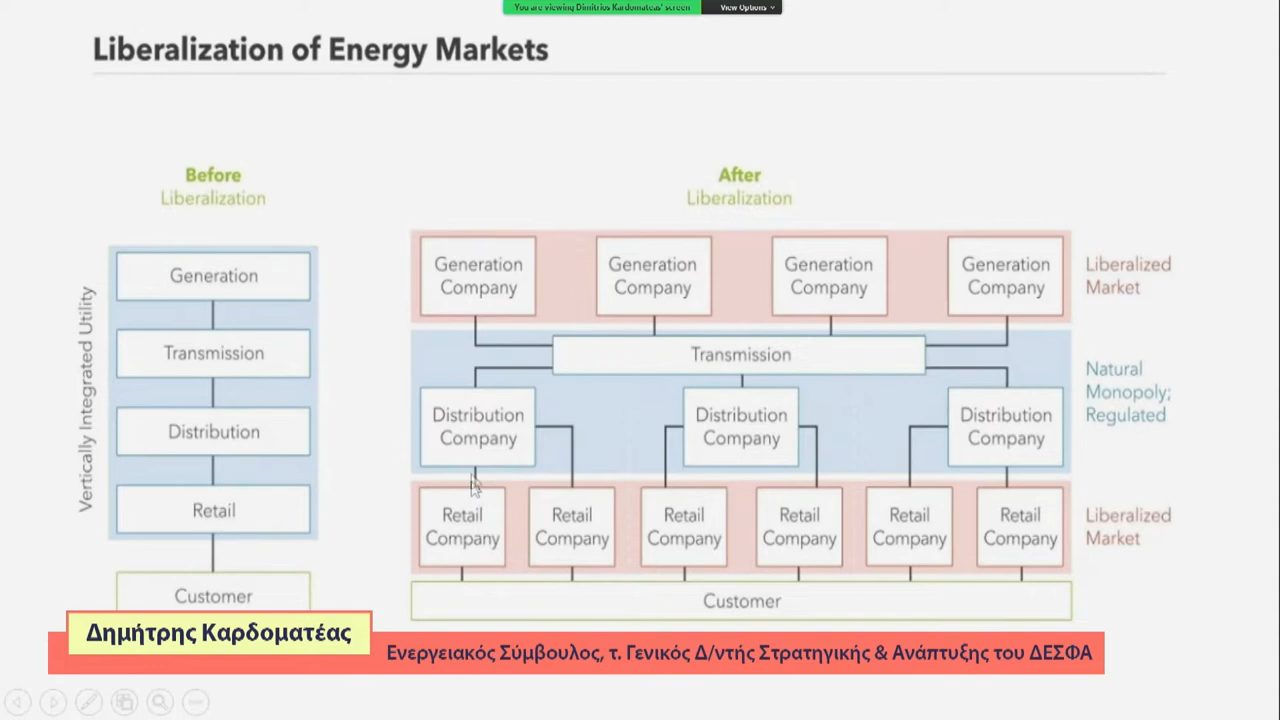 You are viewing Dimitrios Kardomateas' screen
View Options
Liberalization of Energy Markets
Before
Liberalization
After
Liberalization
Vertically Integrated Utility
Generation
Transmission
Distribution
Retail
Customer
Generation
Company
Generation
Company
Generation
Company
Generation
Company
Liberalized
Market
Transmission
Distribution
Company
Distribution
Company
Distribution
Company
Natural
Monopoly;
Regulated
Retail
Company
Retail
Company
Retail
Company
Retail
Company
Retail
Company
Retail
Company
Liberalized
Market
Customer
Δημήτρης Καρδοματέας
Ενεργειακός Σύμβουλος, τ. Γενικός Δ/ντής Στρατηγικής & Ανάπτυξης του ΔΕΣΦΑ